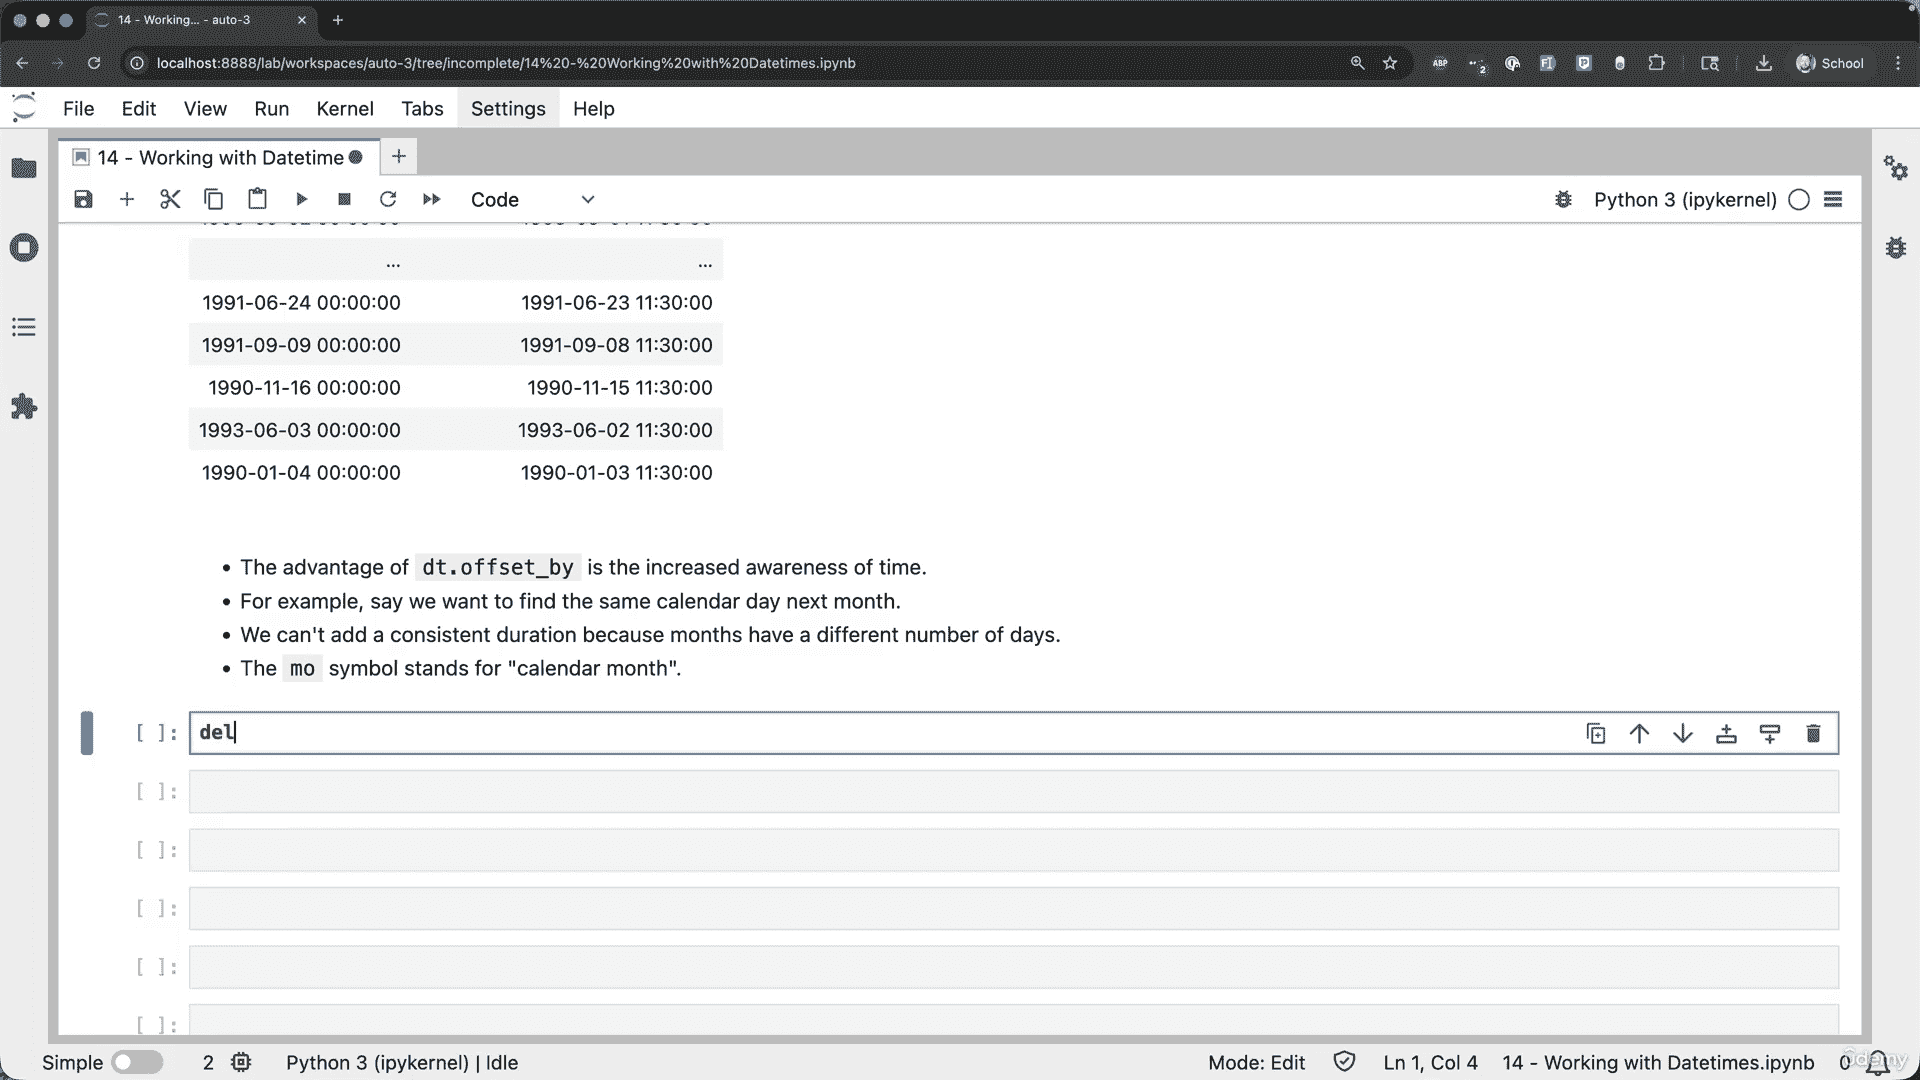 14 - Working... - auto-3
localhost:8888/lab/workspaces/auto-3/tree/incomplete/14%20-%20Working%20with%20Datetimes.ipynb
ABP
2
School
File Edit View Run Kernel Tabs Settings Help
14 - Working with Datetime
Code
Python 3 (ipykernel)
... ...
1991-06-24 00:00:00 1991-06-23 11:30:00
1991-09-09 00:00:00 1991-09-08 11:30:00
1990-11-16 00:00:00 1990-11-15 11:30:00
1993-06-03 00:00:00 1993-06-02 11:30:00
1990-01-04 00:00:00 1990-01-03 11:30:00
• The advantage of dt.offset_by is the increased awareness of time.
• For example, say we want to find the same calendar day next month.
• We can't add a consistent duration because months have a different number of days.
• The mo symbol stands for "calendar month".
[ ]: del
[ ]:
[ ]:
[ ]:
[ ]:
[ ]:
Simple 2 Python 3 (ipykernel) | Idle Mode: Edit Ln 1, Col 4 14 - Working with Datetimes.ipynb 0